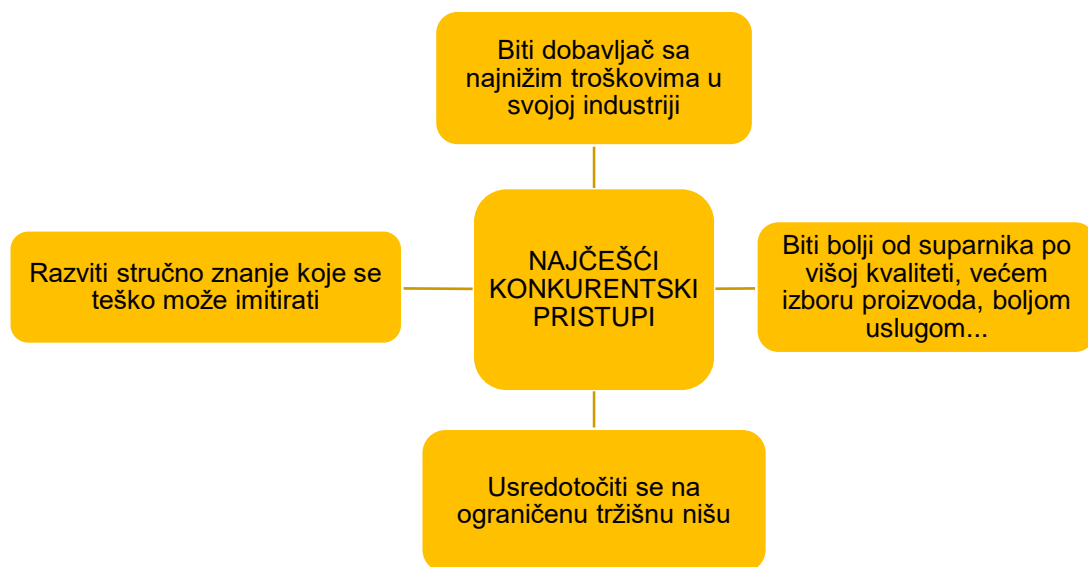 Biti dobavljač sa
najnižim troškovima u
svojoj industriji
Razviti stručno znanje koje se
teško može imitirati
NAJČEŠĆI
KONKURENTSKI
PRISTUPI
Biti bolji od suparnika po
višoj kvaliteti, većem
izboru proizvoda, boljom
uslugom...
Usredotočiti se na
ograničenu tržišnu nišu